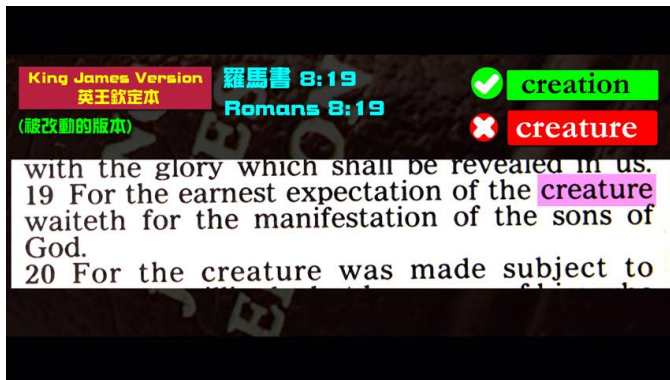 King James Version
英王欽定本
(被改動的版本)
羅馬書 8:19
Romans 8:19
creation
creature
with the glory which shall be revealed in us.
19 For the earnest expectation of the creature
waiteth for the manifestation of the sons of
God.
20 For the creature was made subject to